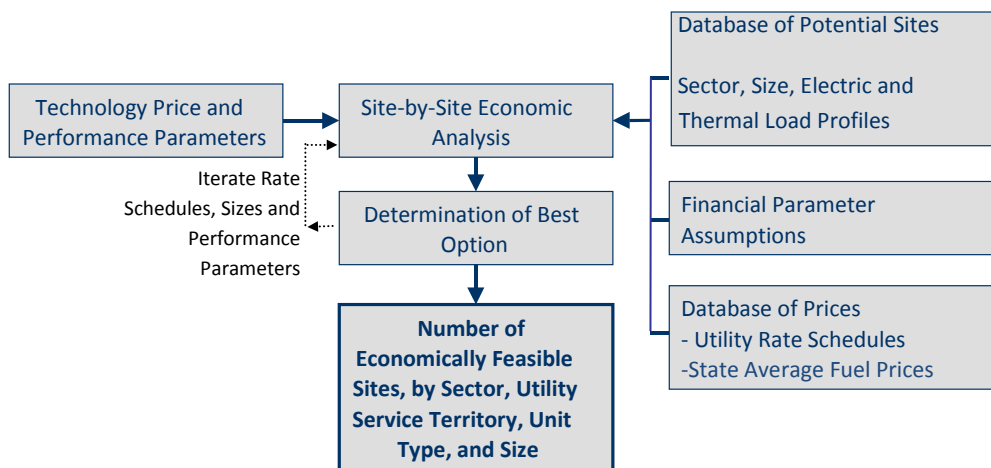 Technology Price and
Performance Parameters
Site-by-Site Economic
Analysis
Iterate Rate
Schedules, Sizes and
Performance
Parameters
Determination of Best
Option
Number of
Economically Feasible
Sites, by Sector, Utility
Service Territory, Unit
Type, and Size
Database of Potential Sites
Sector, Size, Electric and
Thermal Load Profiles
Financial Parameter
Assumptions
Database of Prices
- Utility Rate Schedules
-State Average Fuel Prices